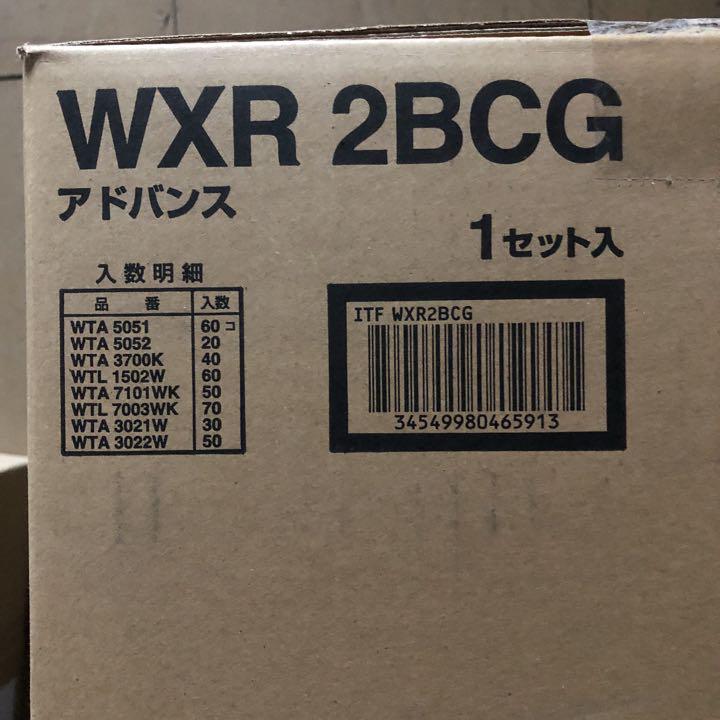 WXR 2BCG
アドバンス
1セット入
入数明細
品 番 入数
WTA 5051 60コ
WTA 5052 20
WTA 3700K 40
WTL 1502W 60
WTA 7101WK 50
WTL 7003WK 70
WTA 3021W 30
WTA 3022W 50
ITF WXR2BCG
34549980465913